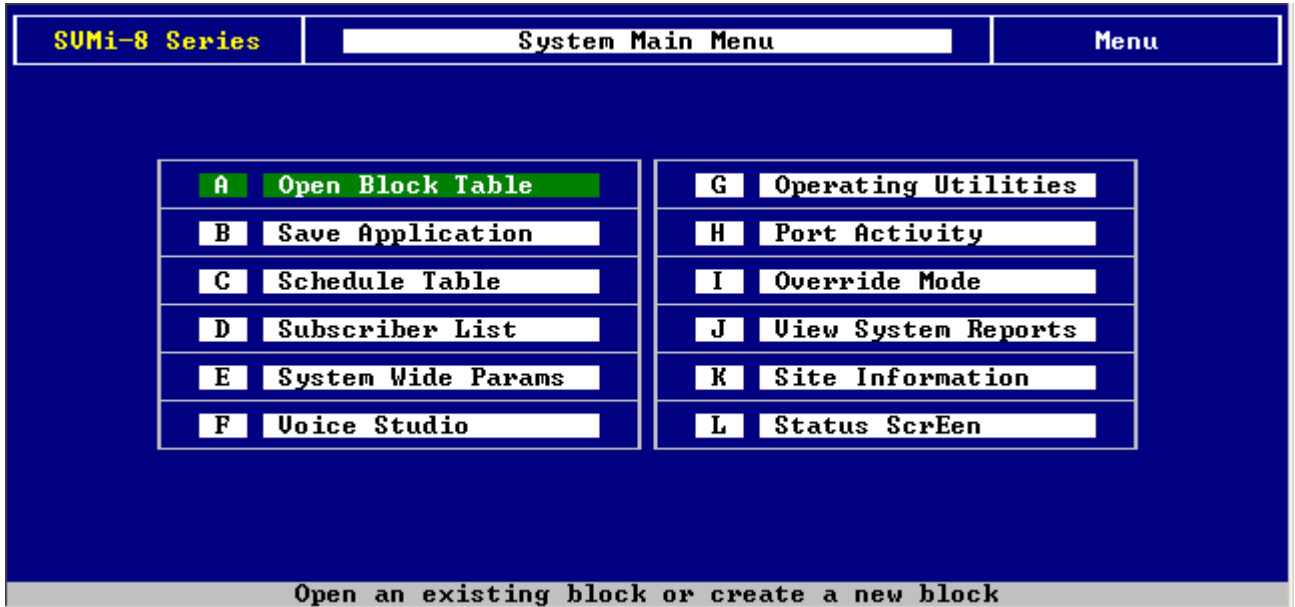 SVMi-8 Series System Main Menu Menu
A Open Block Table G Operating Utilities
B Save Application H Port Activity
C Schedule Table I Override Mode
D Subscriber List J View System Reports
E System Wide Params K Site Information
F Voice Studio L Status ScrEen
Open an existing block or create a new block